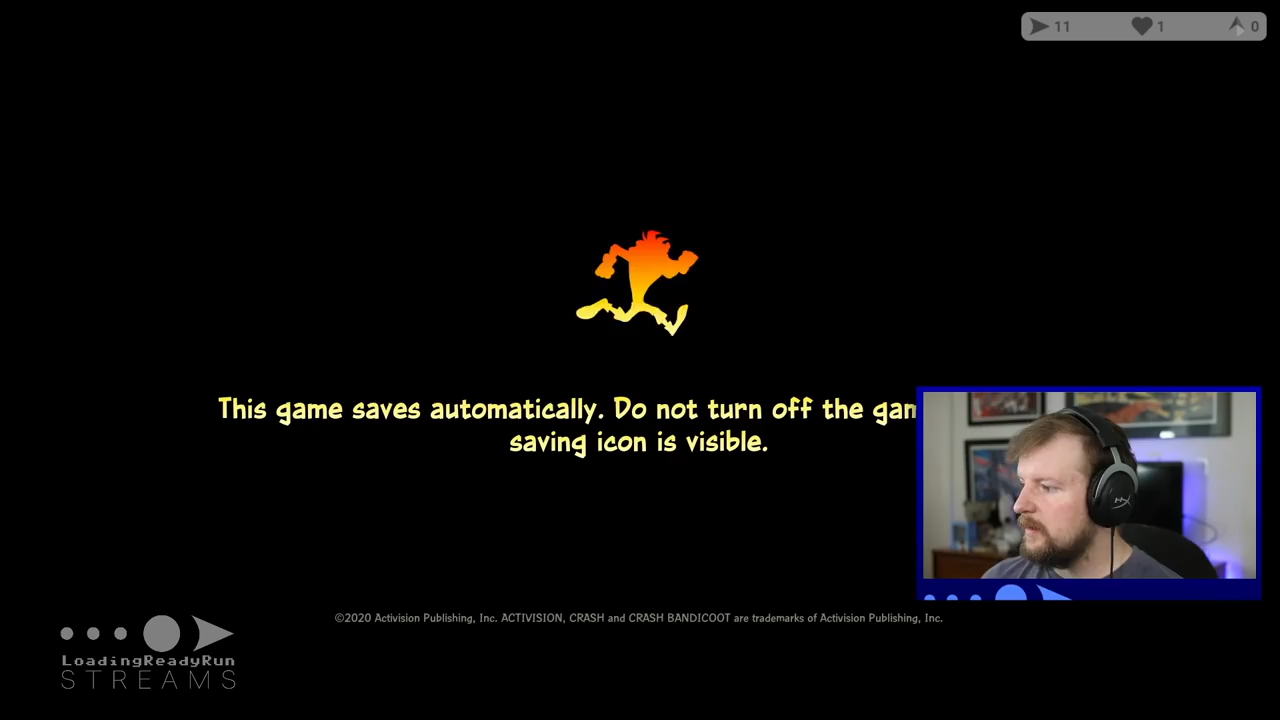 11 1 0
This game saves automatically. Do not turn off the gam
saving icon is visible.
©2020 Activision Publishing, Inc. ACTIVISION, CRASH and CRASH BANDICOOT are trademarks of Activision Publishing, Inc.
LoadingReadyRun
STREAMS